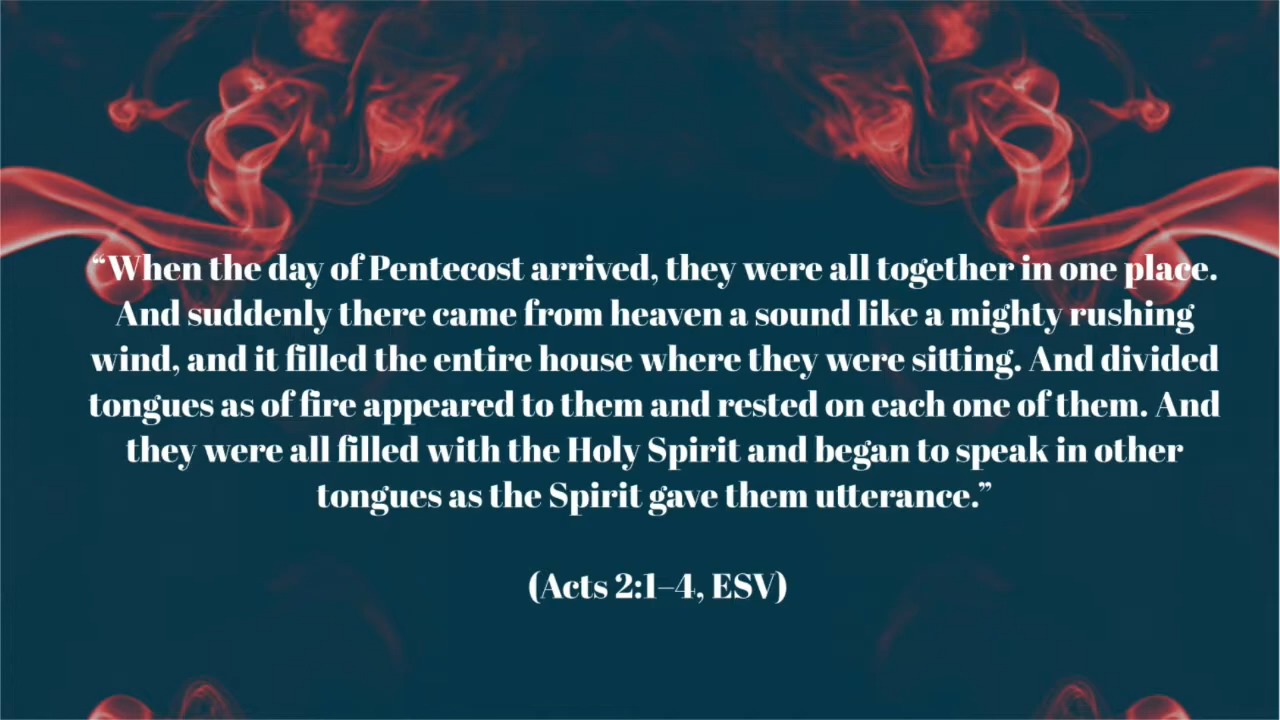 “When the day of Pentecost arrived, they were all together in one place.
And suddenly there came from heaven a sound like a mighty rushing
wind, and it filled the entire house where they were sitting. And divided
tongues as of fire appeared to them and rested on each one of them. And
they were all filled with the Holy Spirit and began to speak in other
tongues as the Spirit gave them utterance.”
(Acts 2:1–4, ESV)